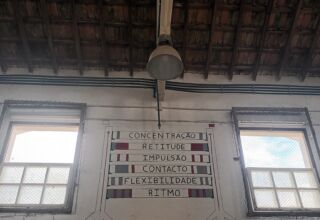 CONCENTRAÇÃO
RETITUDE
IMPULSÃO
CONTACTO
FLEXIBILIDADE
RITMO